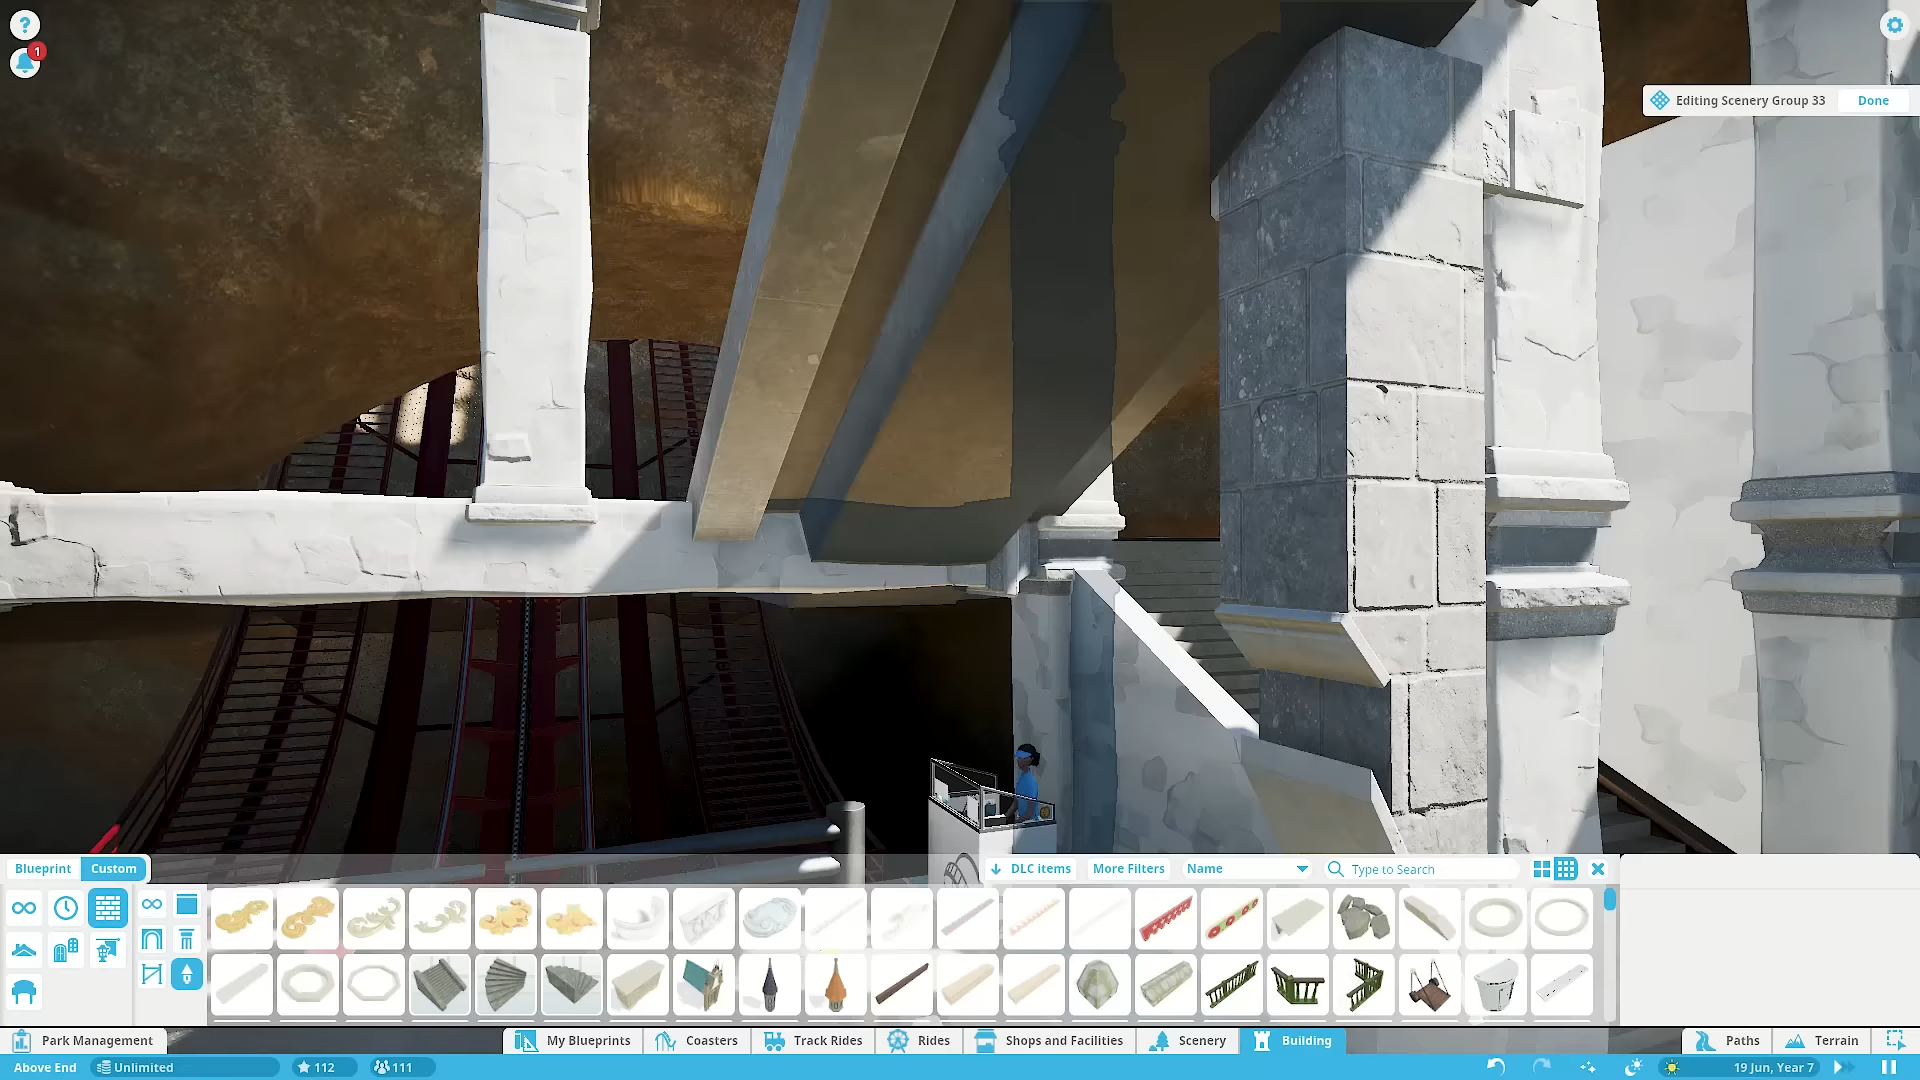 ?
1
Editing Scenery Group 33
Done
Blueprint
Custom
DLC items
More Filters
Name
Type to Search
Park Management
My Blueprints
Coasters
Track Rides
Rides
Shops and Facilities
Scenery
Building
Paths
Terrain
Above End
Unlimited
112
111
19 Jun, Year 7